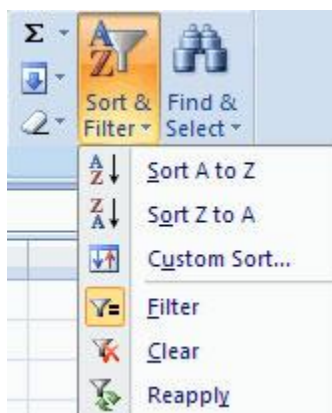 Σ
Sort & Find &
Filter Select
Sort A to Z
Sort Z to A
Custom Sort...
Filter
Clear
Reapply